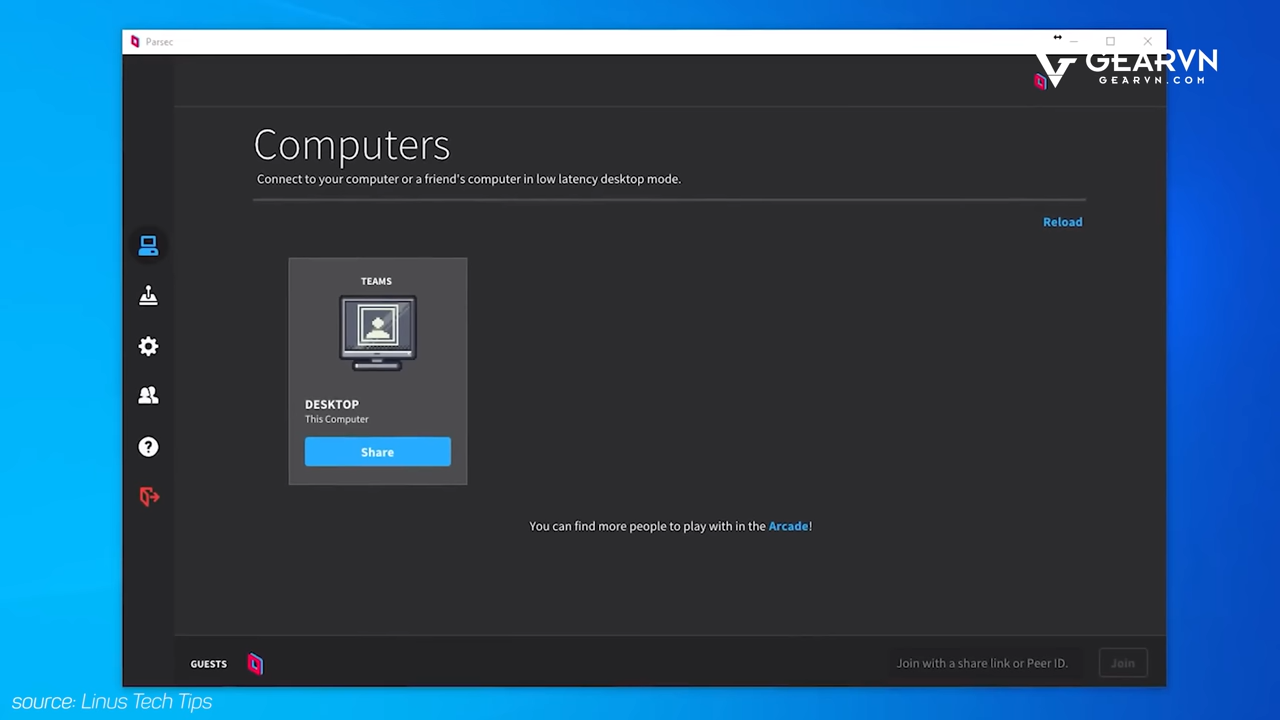 Parsec
GEARVN
GEARVN.COM
Computers
Connect to your computer or a friend's computer in low latency desktop mode.
Reload
TEAMS
DESKTOP
This Computer
Share
You can find more people to play with in the Arcade!
GUESTS
Join with a share link or Peer ID.
Join
source: Linus Tech Tips